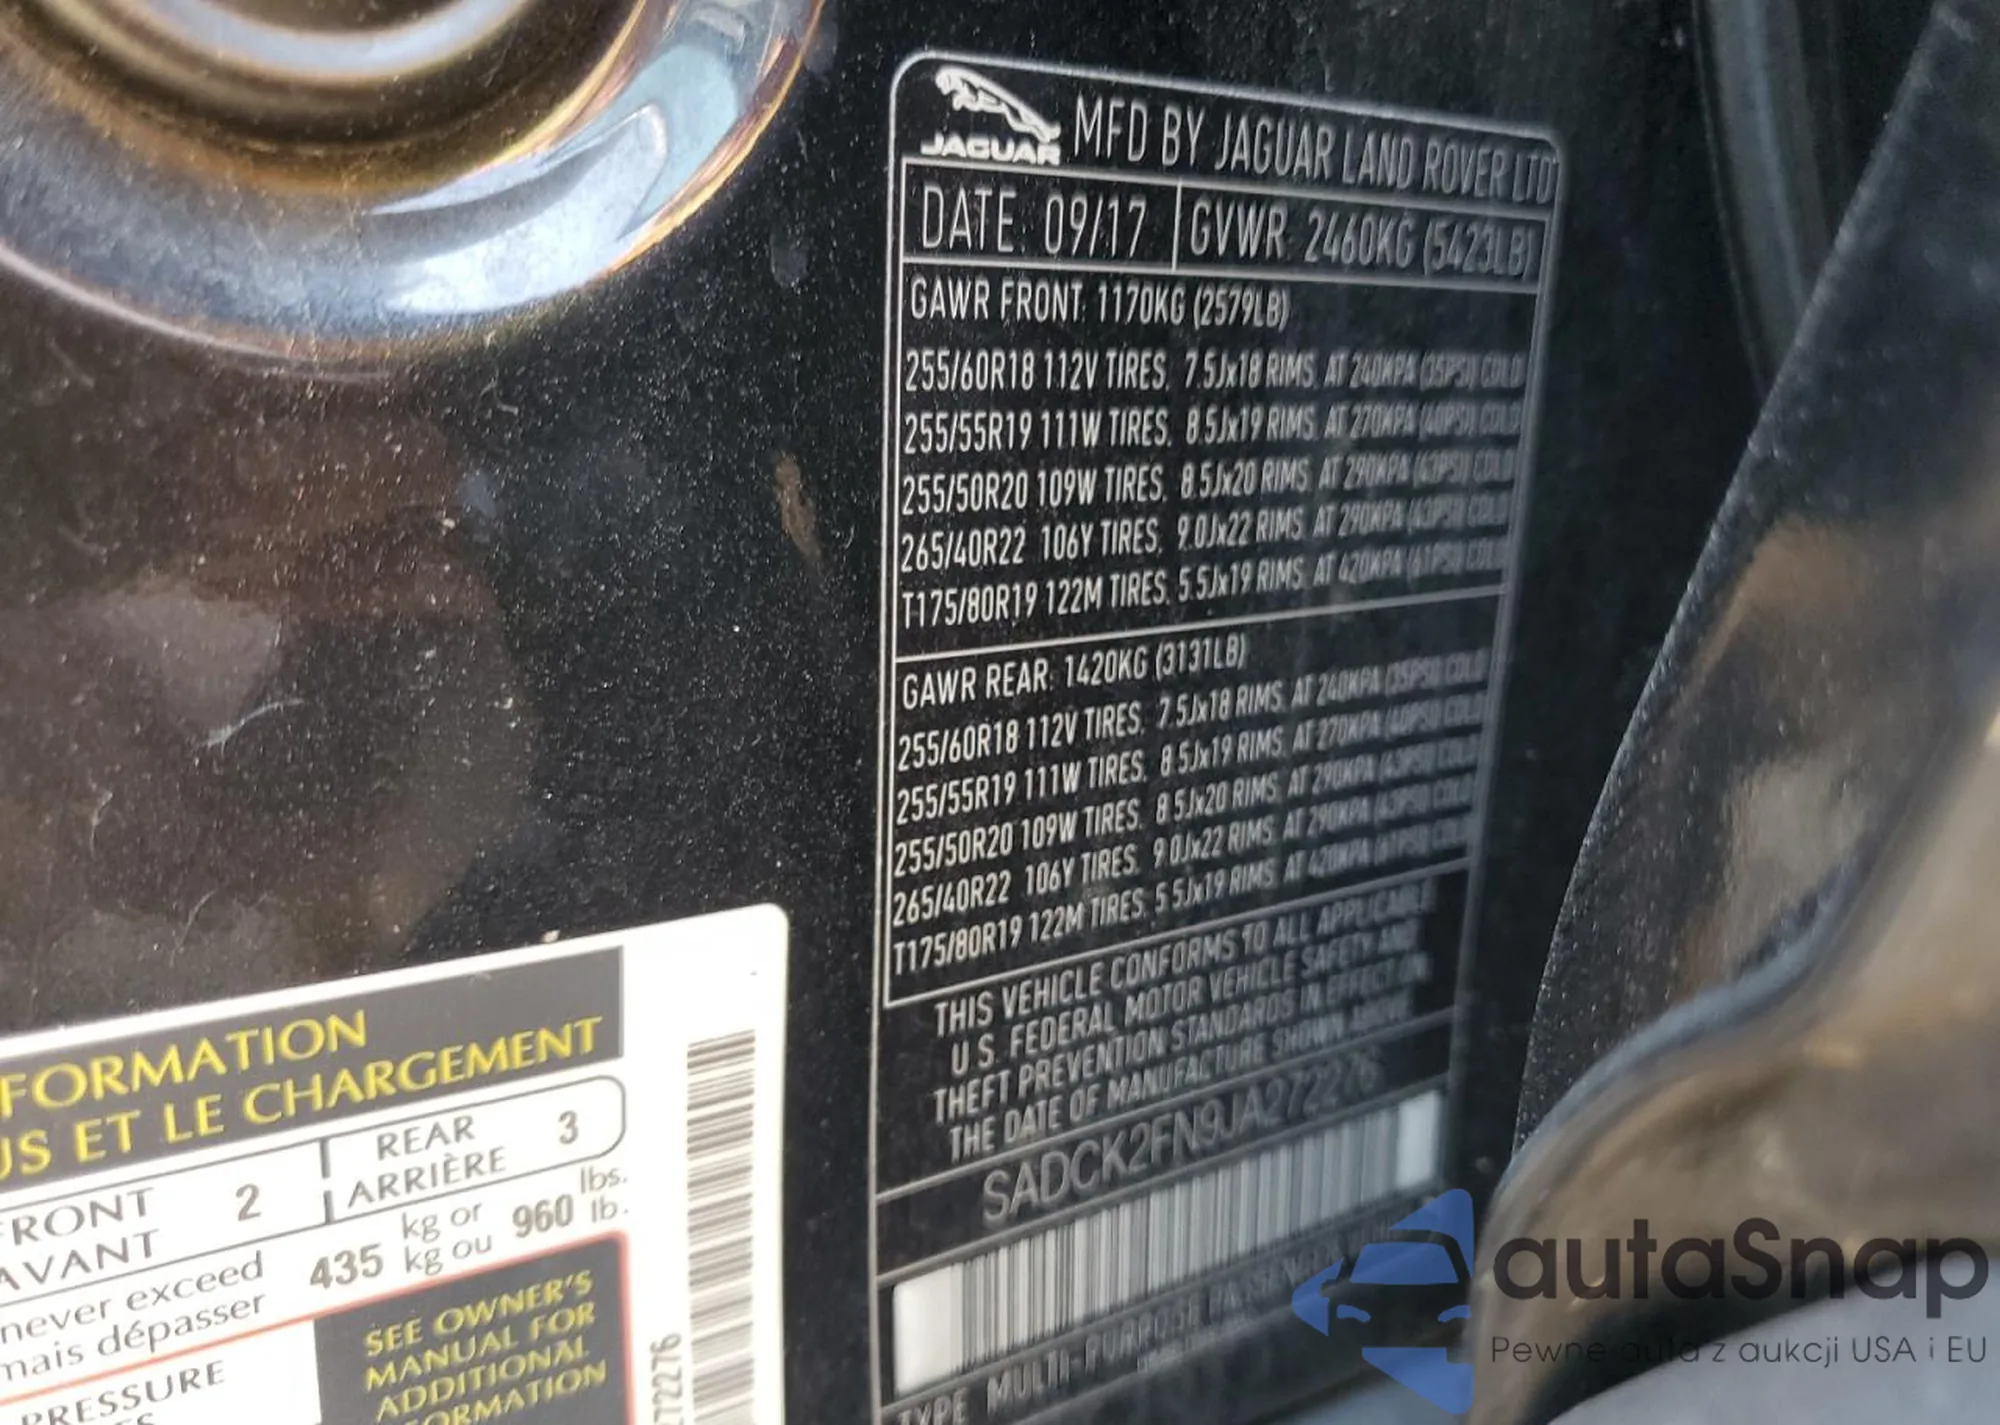 JAGUAR MFD BY JAGUAR LAND ROVER LTD
DATE: 09/17 GVWR: 2460KG (5423LB)
GAWR FRONT: 1170KG (2579LB)
255/60R18 112V TIRES, 7.5Jx18 RIMS, AT 240KPA (35PSI) COLD
255/55R19 111W TIRES, 8.5Jx19 RIMS, AT 270KPA (40PSI) COLD
255/50R20 109W TIRES, 8.5Jx20 RIMS, AT 290KPA (43PSI) COLD
265/40R22 106Y TIRES, 9.0Jx22 RIMS, AT 290KPA (43PSI) COLD
T175/80R19 122M TIRES, 5.5Jx19 RIMS, AT 420KPA (61PSI) COLD
GAWR REAR: 1420KG (3131LB)
255/60R18 112V TIRES, 7.5Jx18 RIMS, AT 240KPA (35PSI) COLD
255/55R19 111W TIRES, 8.5Jx19 RIMS, AT 270KPA (40PSI) COLD
255/50R20 109W TIRES, 8.5Jx20 RIMS, AT 290KPA (43PSI) COLD
265/40R22 106Y TIRES, 9.0Jx22 RIMS, AT 290KPA (43PSI) COLD
T175/80R19 122M TIRES, 5.5Jx19 RIMS, AT 420KPA (61PSI) COLD
THIS VEHICLE CONFORMS TO ALL APPLICABLE
U.S. FEDERAL MOTOR VEHICLE SAFETY AND
THEFT PREVENTION STANDARDS IN EFFECT ON
THE DATE OF MANUFACTURE SHOWN ABOVE
SADCK2FN9JA272276
TYPE MULTI-PURPOSE PASSENGER
FORMATION
US ET LE CHARGEMENT
FRONT 2 REAR 3
AVANT ARRIÈRE
never exceed 435 kg or 960 lbs.
mais dépasser kg ou lb.
PRESSURE
SEE OWNER'S
MANUAL FOR
ADDITIONAL
FORMATION
72276
autaSnap
Pewne auta z aukcji USA i EU